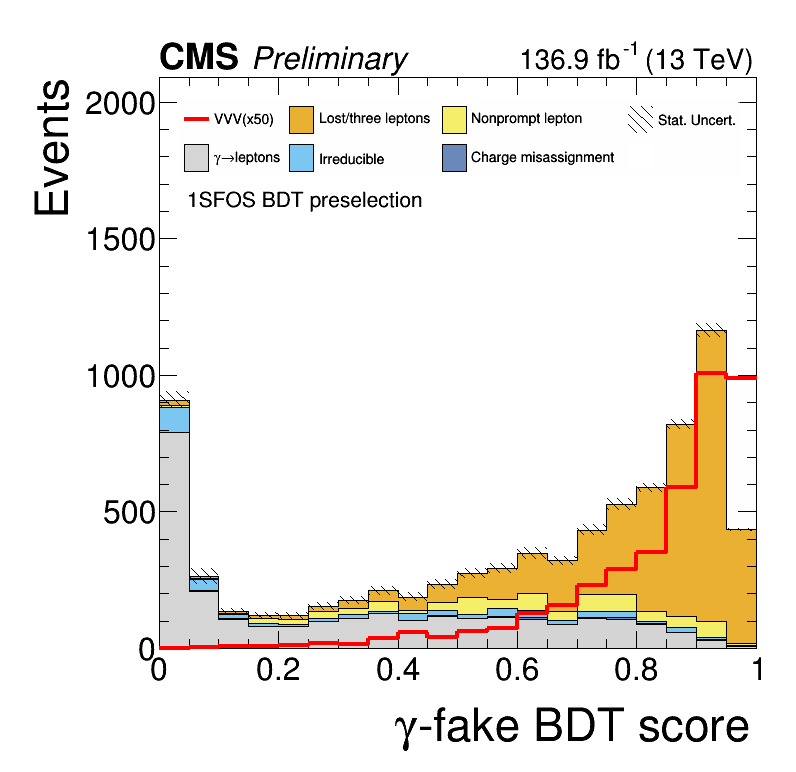 CMS Preliminary 136.9 fb⁻¹ (13 TeV)
Events
2000
1500
1000
500
0
VVV(x50) Lost/three leptons Nonprompt lepton Stat. Uncert.
γ→leptons Irreducible Charge misassignment
1SFOS BDT preselection
0 0.2 0.4 0.6 0.8 1
γ-fake BDT score